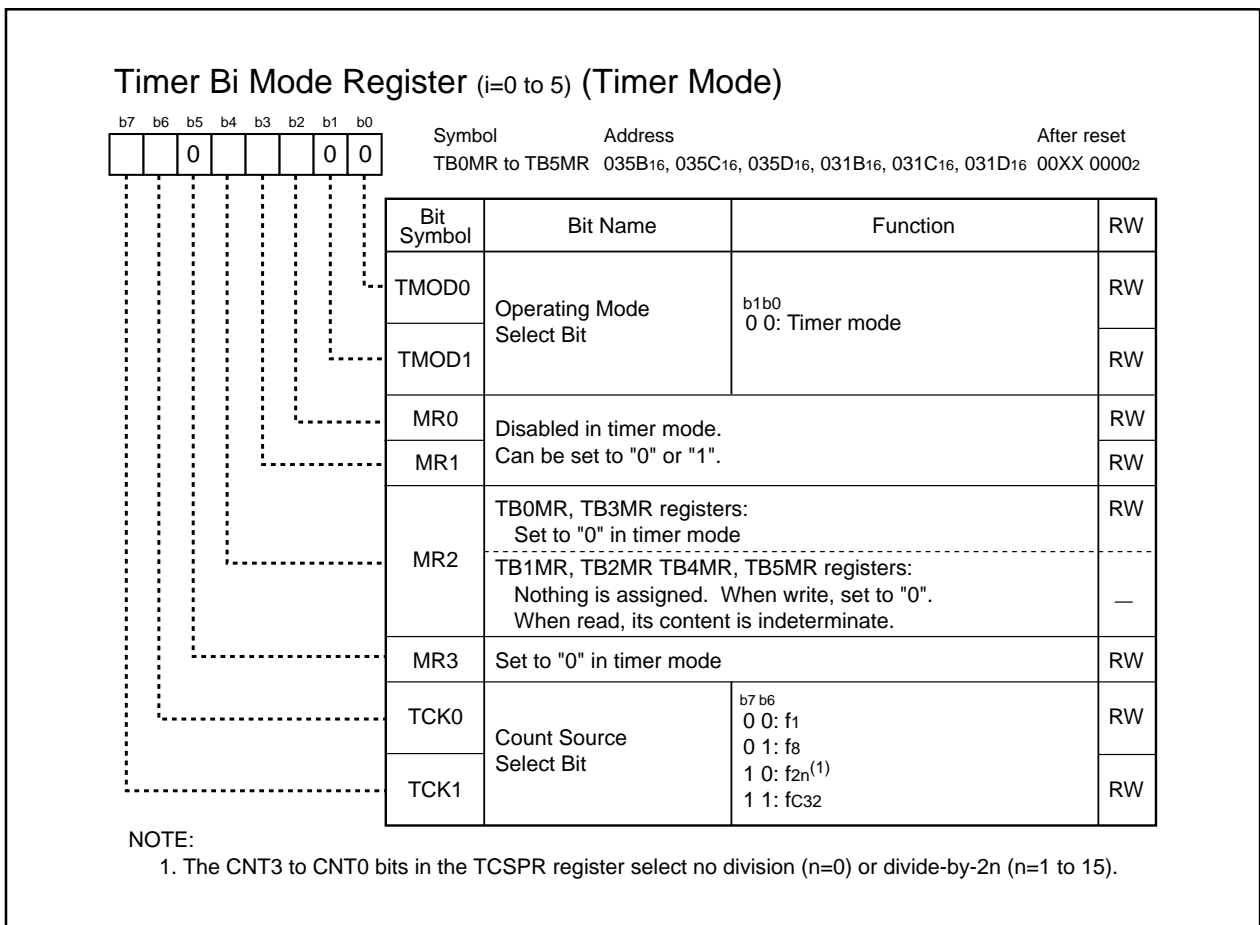 Timer Bi Mode Register (i=0 to 5) (Timer Mode)
b7 b6 b5 b4 b3 b2 b1 b0
0 0 0
Symbol Address After reset
TB0MR to TB5MR 035B16, 035C16, 035D16, 031B16, 031C16, 031D16 00XX 00002
Bit Symbol Bit Name Function RW
TMOD0 RW
Operating Mode
Select Bit
b1b0
0 0: Timer mode
TMOD1 RW
MR0 RW
Disabled in timer mode.
Can be set to "0" or "1".
MR1 RW
MR2
TB0MR, TB3MR registers: RW
Set to "0" in timer mode
TB1MR, TB2MR TB4MR, TB5MR registers:
Nothing is assigned. When write, set to "0". —
When read, its content is indeterminate.
MR3 Set to "0" in timer mode RW
TCK0 RW
Count Source
Select Bit
b7 b6
0 0: f1
0 1: f8
1 0: f2n(1)
1 1: fC32
TCK1 RW
NOTE:
1. The CNT3 to CNT0 bits in the TCSPR register select no division (n=0) or divide-by-2n (n=1 to 15).